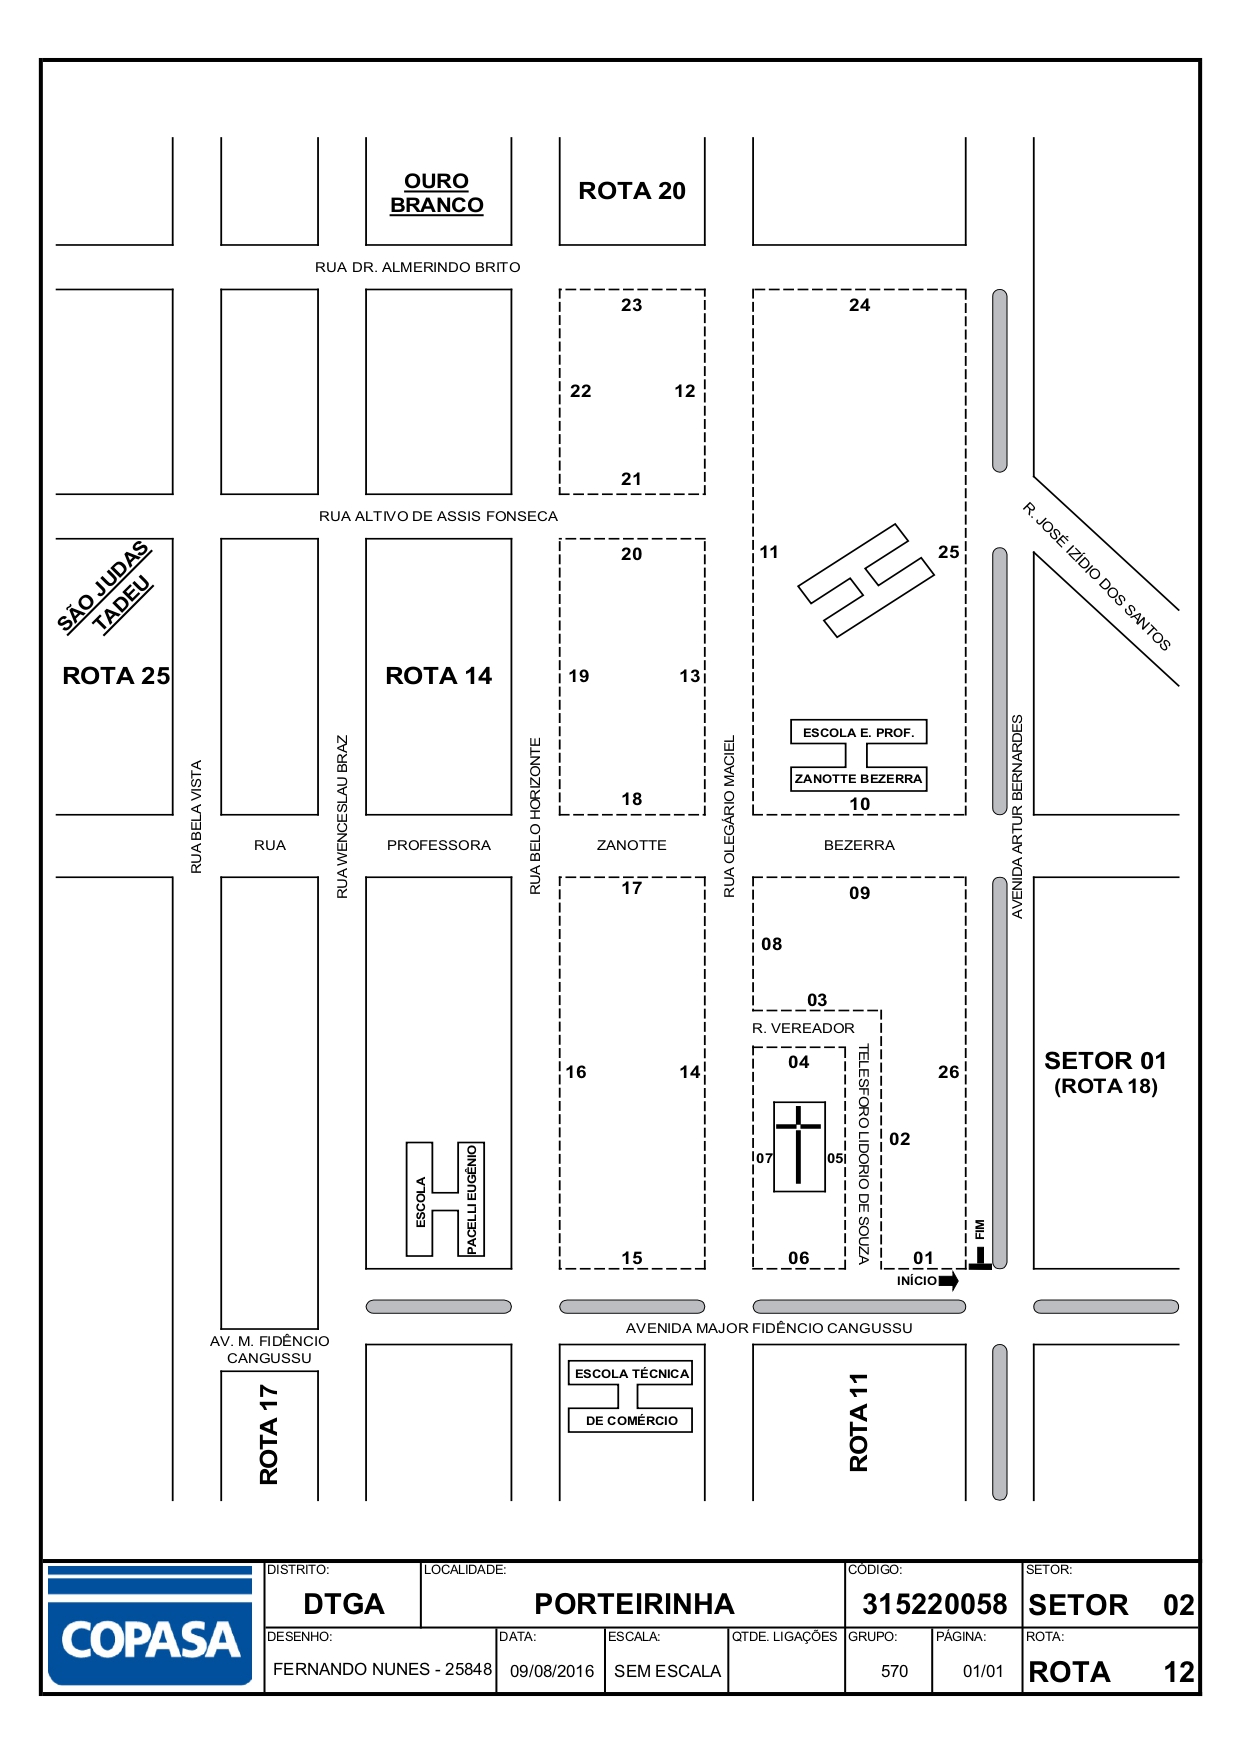 OURO
BRANCO
ROTA 20
RUA DR. ALMERINDO BRITO
23
24
22
12
21
RUA ALTIVO DE ASSIS FONSECA
R. JOSÉ IZÍDIO DOS SANTOS
SÃO JUDAS
TADEU
20
11
25
ROTA 25
ROTA 14
19
13
ESCOLA E. PROF.
ZANOTTE BEZERRA
18
10
RUA BELA VISTA
RUA WENCESLAU BRAZ
RUA BELO HORIZONTE
RUA OLEGÁRIO MACIEL
AVENIDA ARTUR BERNARDES
RUA
PROFESSORA
ZANOTTE
BEZERRA
17
09
08
03
R. VEREADOR
TELESFORO LIDORIO DE SOUZA
04
SETOR 01
(ROTA 18)
16
14
26
02
07
05
ESCOLA
PACELLI EUGÊNIO
FIM
15
06
01
INÍCIO
AVENIDA MAJOR FIDÊNCIO CANGUSSU
AV. M. FIDÊNCIO
CANGUSSU
ESCOLA TÉCNICA
DE COMÉRCIO
ROTA 17
ROTA 11
COPASA
DISTRITO:
DTGA
LOCALIDADE:
PORTEIRINHA
CÓDIGO:
315220058
SETOR:
SETOR 02
DESENHO:
FERNANDO NUNES - 25848
DATA:
09/08/2016
ESCALA:
SEM ESCALA
QTDE. LIGAÇÕES
GRUPO:
570
PÁGINA:
01/01
ROTA:
ROTA 12